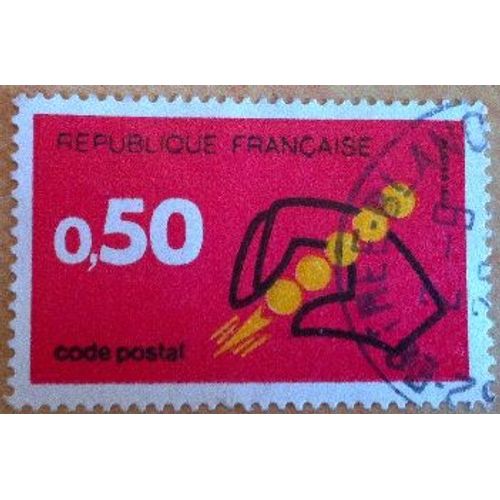 REPUBLIQUE FRANÇAISE
0,50
code postal